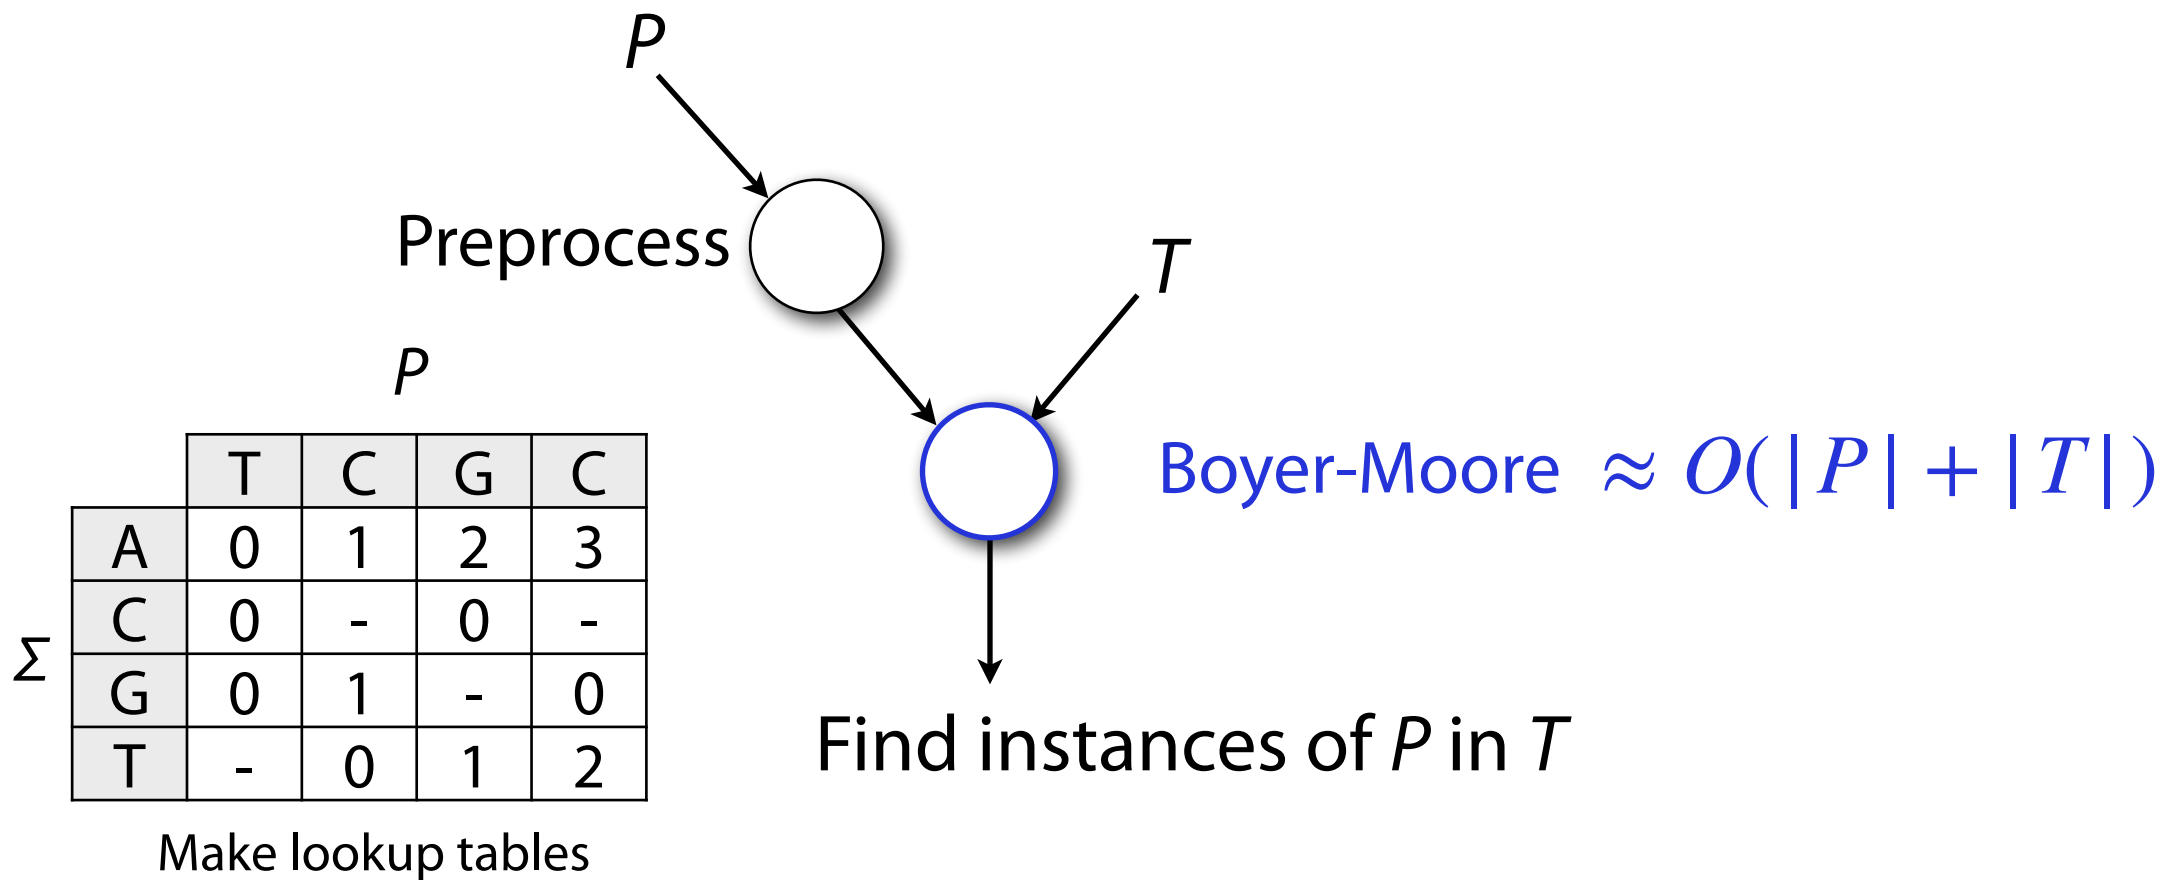 P
Preprocess
T
Boyer-Moore ≈ O(|P| + |T|)
P
T C G C
A 0 1 2 3
C 0 - 0 -
G 0 1 - 0
T - 0 1 2
Σ
Find instances of P in T
Make lookup tables